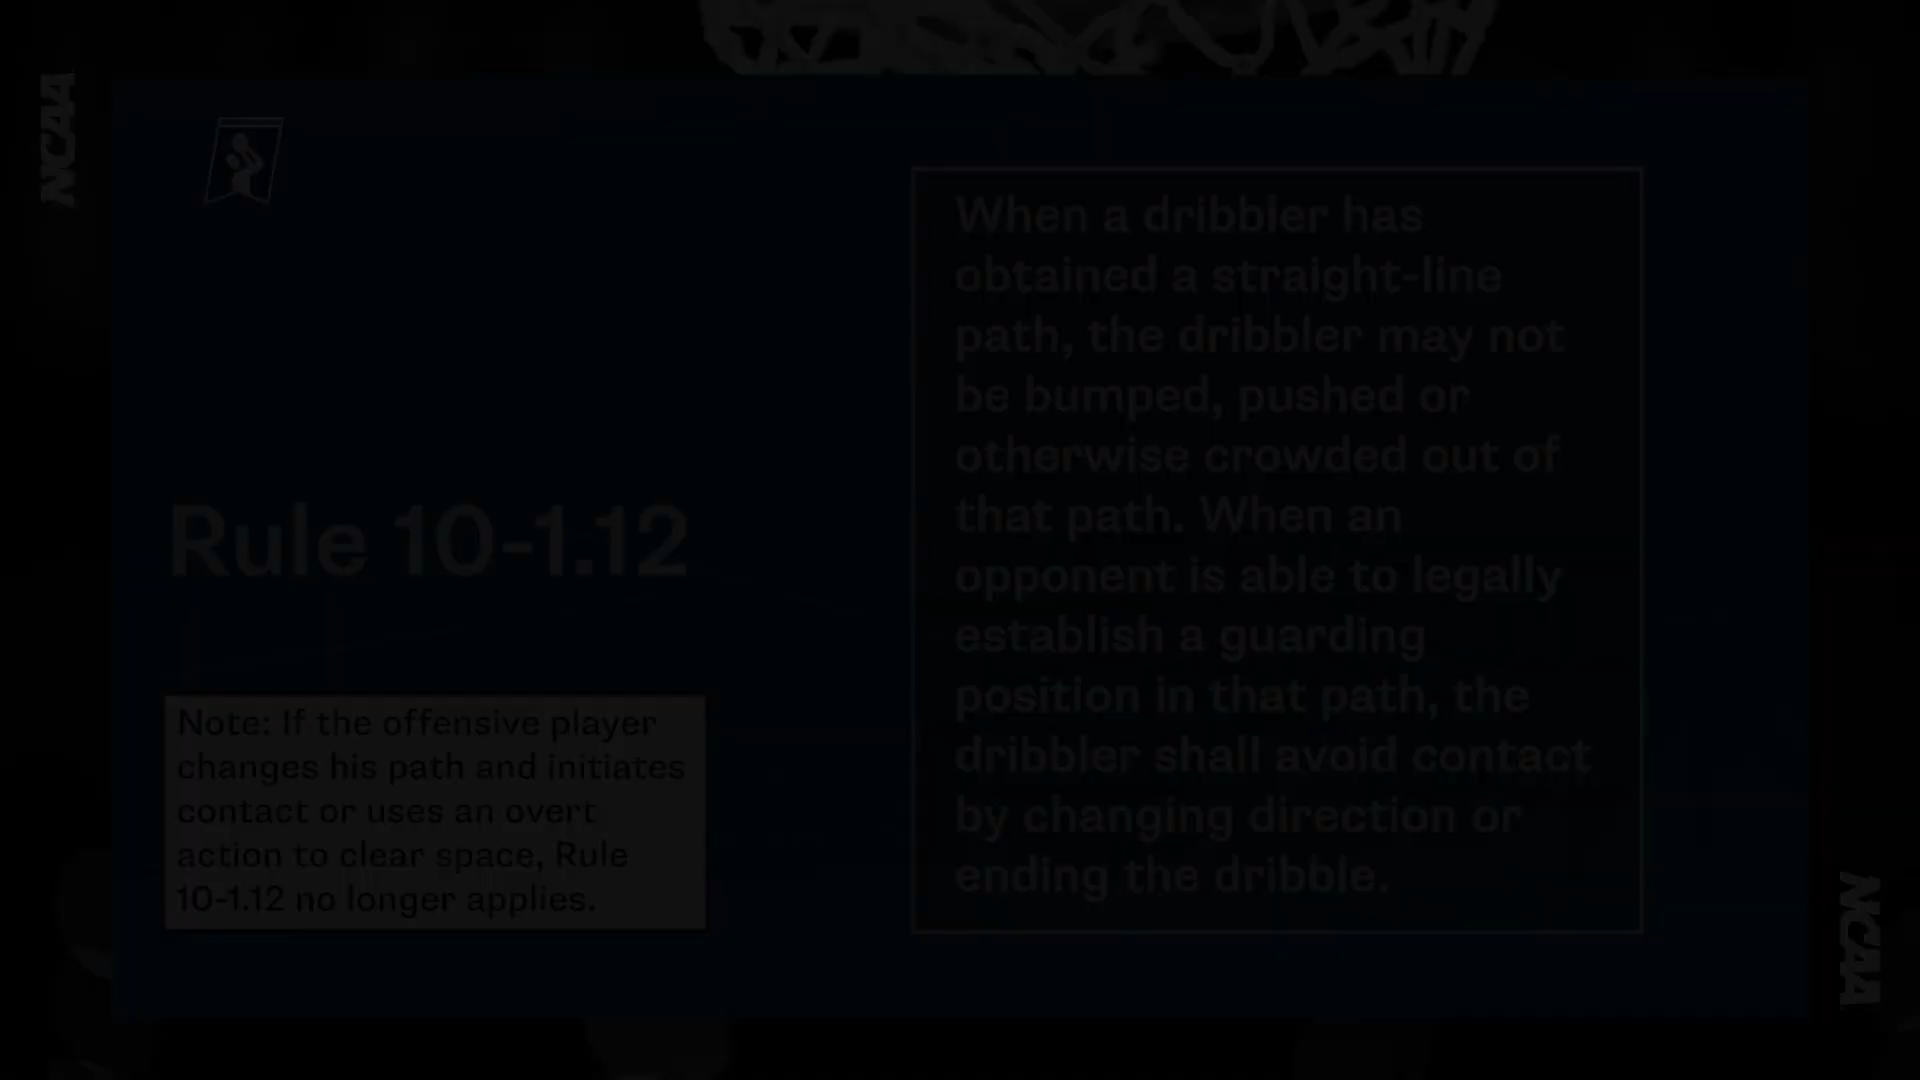 NCAA
Rule 10-1.12
Note: If the offensive player
changes his path and initiates
contact or uses an overt
action to clear space, Rule
10-1.12 no longer applies.
When a dribbler has
obtained a straight-line
path, the dribbler may not
be bumped, pushed or
otherwise crowded out of
that path. When an
opponent is able to legally
establish a guarding
position in that path, the
dribbler shall avoid contact
by changing direction or
ending the dribble.
NCAA